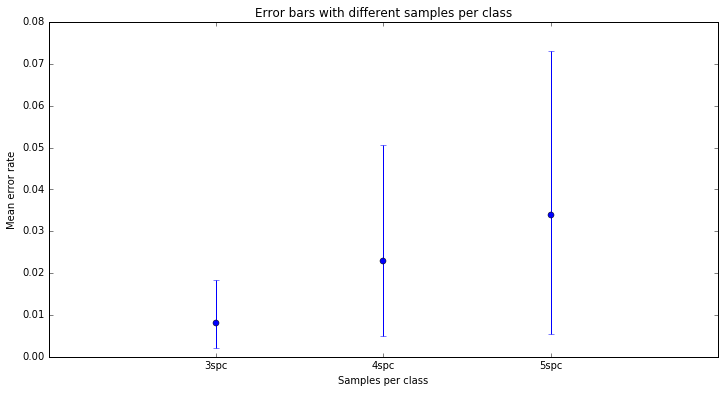 Error bars with different samples per class
0.08
0.07
0.06
0.05
0.04
0.03
0.02
0.01
0.00
Mean error rate
3spc 4spc 5spc
Samples per class